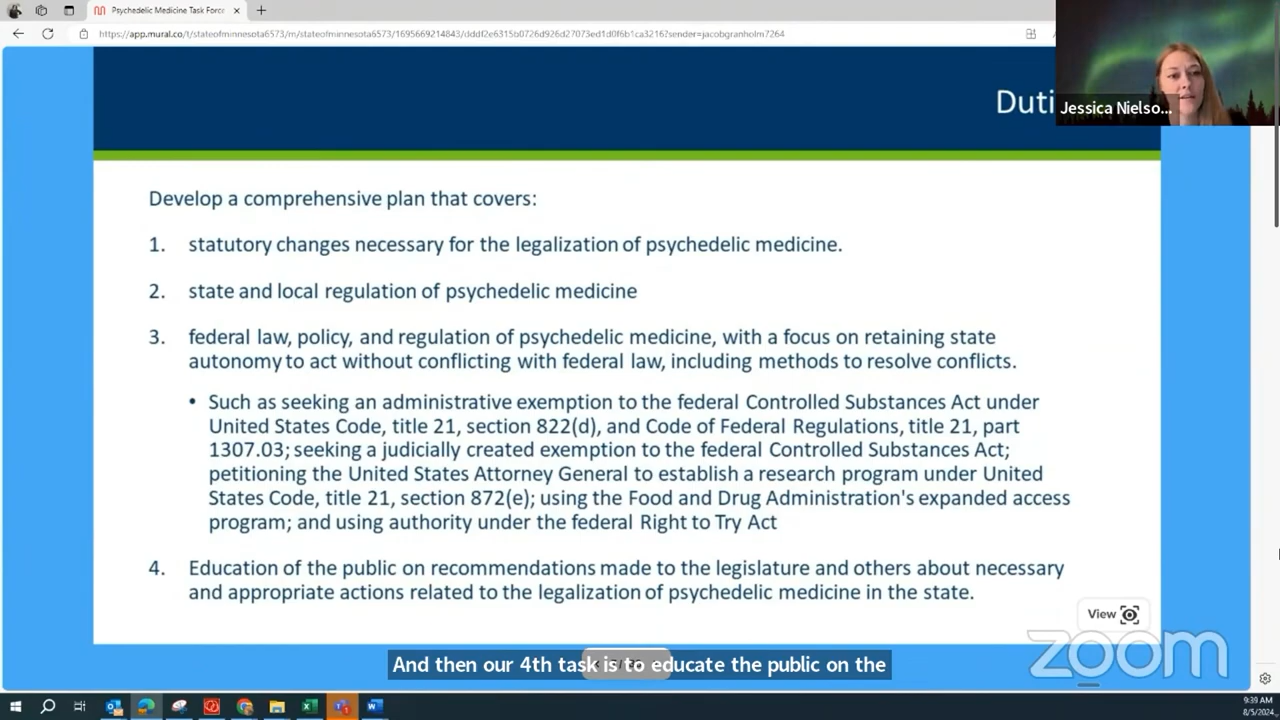 Psychedelic Medicine Task Force
https://app.mural.co/t/stateofminnesota6573/m/stateofminnesota6573/1695669214843/dddf2e6315b0726d926d27073ed1d0f6b1ca3216?sender=jacobgranholm7264
Jessica Nielso...
Develop a comprehensive plan that covers:
1. statutory changes necessary for the legalization of psychedelic medicine.
2. state and local regulation of psychedelic medicine
3. federal law, policy, and regulation of psychedelic medicine, with a focus on retaining state
autonomy to act without conflicting with federal law, including methods to resolve conflicts.
• Such as seeking an administrative exemption to the federal Controlled Substances Act under
United States Code, title 21, section 822(d), and Code of Federal Regulations, title 21, part
1307.03; seeking a judicially created exemption to the federal Controlled Substances Act;
petitioning the United States Attorney General to establish a research program under United
States Code, title 21, section 872(e); using the Food and Drug Administration's expanded access
program; and using authority under the federal Right to Try Act
4. Education of the public on recommendations made to the legislature and others about necessary
and appropriate actions related to the legalization of psychedelic medicine in the state.
View
zoom
And then our 4th task is to educate the public on the
9:39 AM
8/5/2024